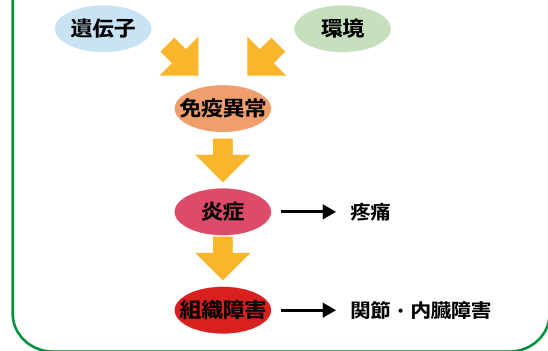 遺伝子
環境
免疫異常
炎症
疼痛
組織障害
関節・内臓障害